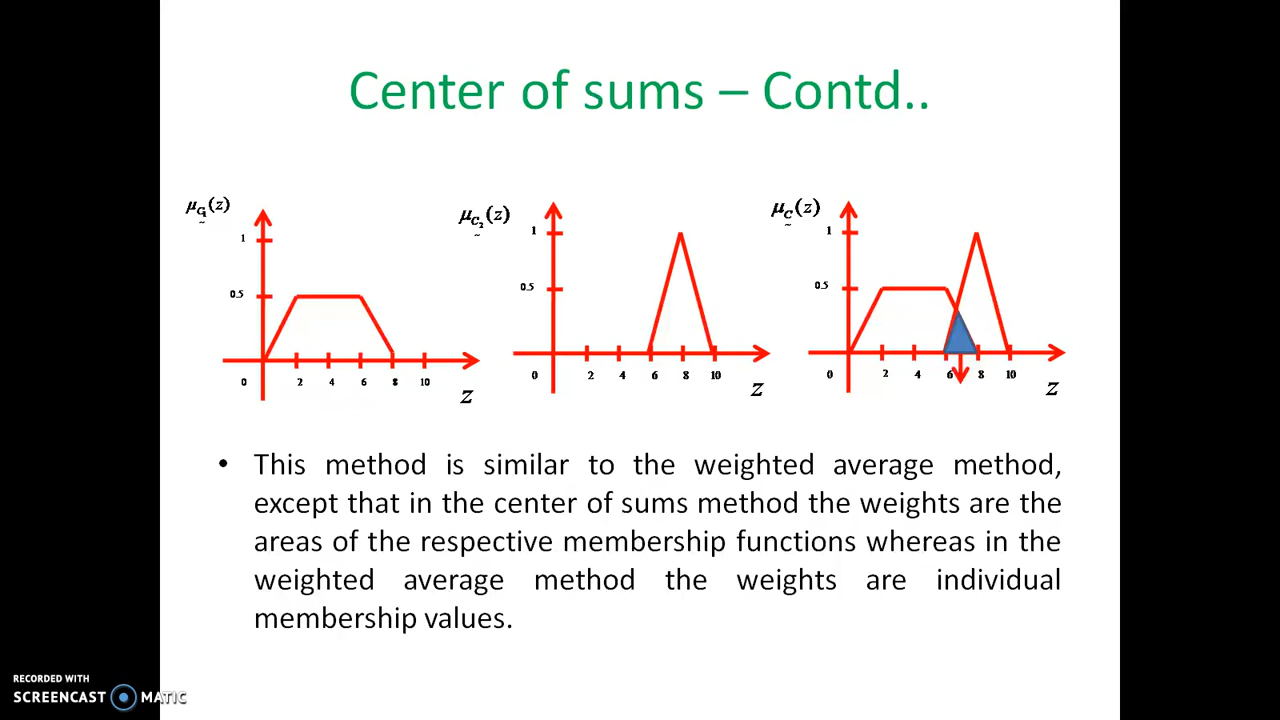 Center of sums – Contd..
μC1(z)
1
0.5
0 2 4 6 8 10
z
μC2(z)
1
0.5
0 2 4 6 8 10
z
μC(z)
1
0.5
0 2 4 6 8 10
z
• This method is similar to the weighted average method,
except that in the center of sums method the weights are the
areas of the respective membership functions whereas in the
weighted average method the weights are individual
membership values.
RECORDED WITH
SCREENCAST MATIC